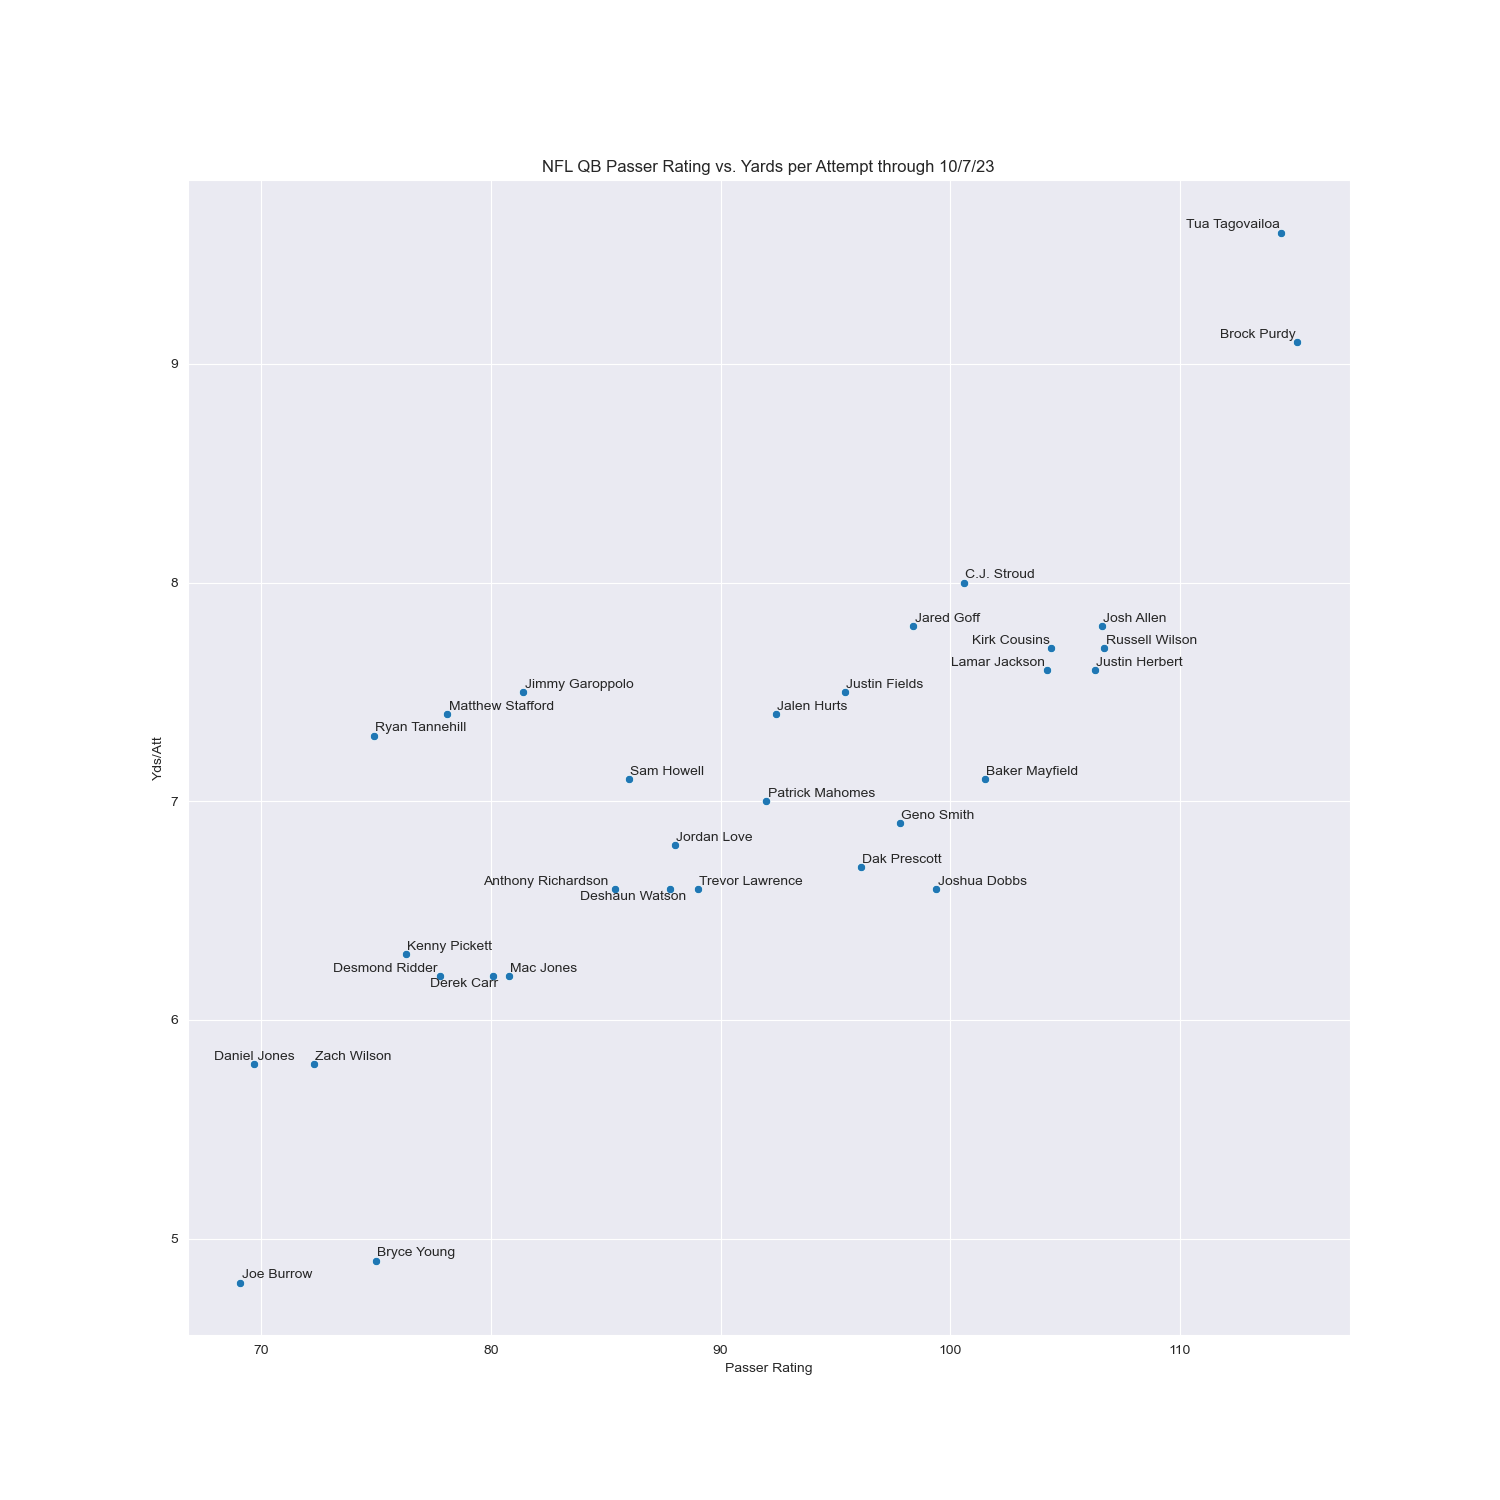 NFL QB Passer Rating vs. Yards per Attempt through 10/7/23
Tua Tagovailoa
Brock Purdy
9
C.J. Stroud
8
Jared Goff
Josh Allen
Kirk Cousins
Russell Wilson
Lamar Jackson
Justin Herbert
Jimmy Garoppolo
Justin Fields
Matthew Stafford
Jalen Hurts
Ryan Tannehill
Yds/Att
Sam Howell
Baker Mayfield
Patrick Mahomes
7
Geno Smith
Jordan Love
Dak Prescott
Anthony Richardson
Trevor Lawrence
Joshua Dobbs
Deshaun Watson
Kenny Pickett
Desmond Ridder
Mac Jones
Derek Carr
6
Daniel Jones
Zach Wilson
5
Bryce Young
Joe Burrow
70 80 90 100 110
Passer Rating